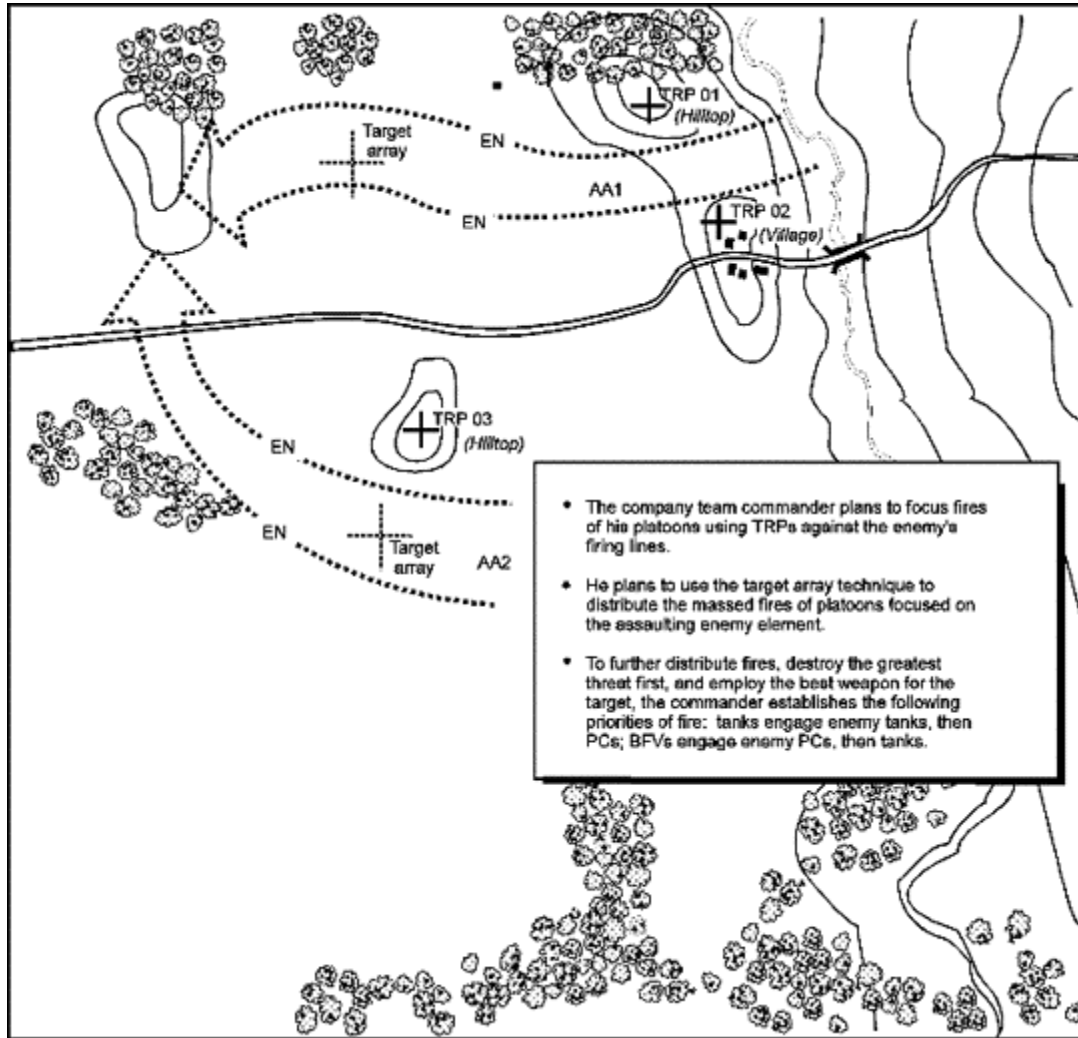 TRP 01
(Hilltop)
Target
array
EN
AA1
EN
TRP 02
(Village)
TRP 03
(Hilltop)
EN
EN
Target
array
AA2
• The company team commander plans to focus fires
of his platoons using TRPs against the enemy's
firing lines.
• He plans to use the target array technique to
distribute the massed fires of platoons focused on
the assaulting enemy element.
• To further distribute fires, destroy the greatest
threat first, and employ the best weapon for the
target, the commander establishes the following
priorities of fire: tanks engage enemy tanks, then
PCs; BFVs engage enemy PCs, then tanks.